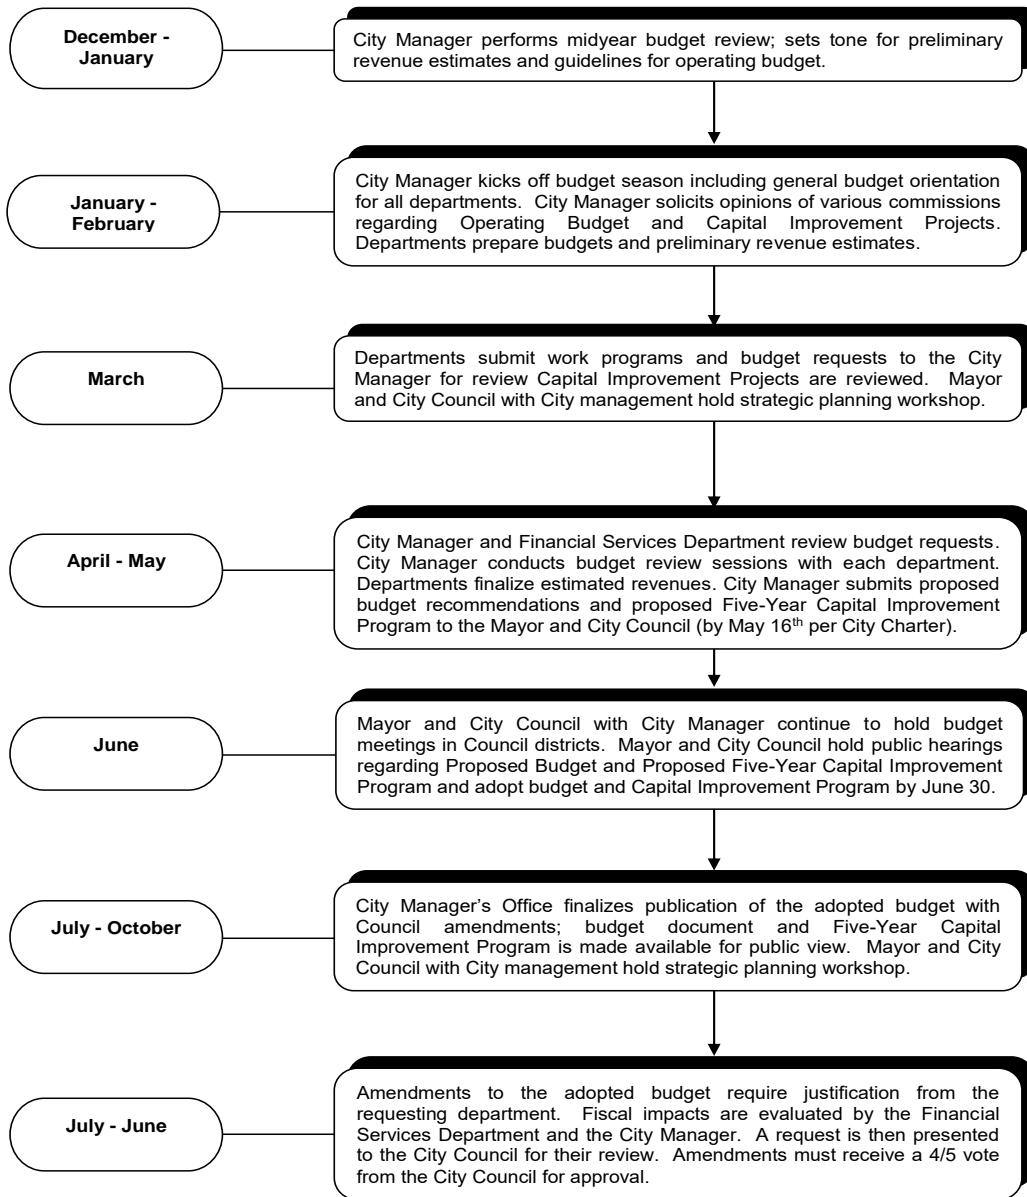 December -
January
City Manager performs midyear budget review; sets tone for preliminary
revenue estimates and guidelines for operating budget.
January -
February
City Manager kicks off budget season including general budget orientation
for all departments. City Manager solicits opinions of various commissions
regarding Operating Budget and Capital Improvement Projects.
Departments prepare budgets and preliminary revenue estimates.
March
Departments submit work programs and budget requests to the City
Manager for review Capital Improvement Projects are reviewed. Mayor
and City Council with City management hold strategic planning workshop.
April - May
City Manager and Financial Services Department review budget requests.
City Manager conducts budget review sessions with each department.
Departments finalize estimated revenues. City Manager submits proposed
budget recommendations and proposed Five-Year Capital Improvement
Program to the Mayor and City Council (by May 16th per City Charter).
June
Mayor and City Council with City Manager continue to hold budget
meetings in Council districts. Mayor and City Council hold public hearings
regarding Proposed Budget and Proposed Five-Year Capital Improvement
Program and adopt budget and Capital Improvement Program by June 30.
July - October
City Manager’s Office finalizes publication of the adopted budget with
Council amendments; budget document and Five-Year Capital
Improvement Program is made available for public view. Mayor and City
Council with City management hold strategic planning workshop.
July - June
Amendments to the adopted budget require justification from the
requesting department. Fiscal impacts are evaluated by the Financial
Services Department and the City Manager. A request is then presented
to the City Council for their review. Amendments must receive a 4/5 vote
from the City Council for approval.